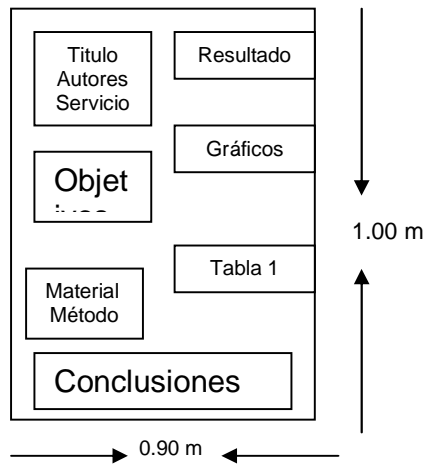 Titulo
Autores
Servicio
Objet
Material
Método
Resultado
Gráficos
Tabla 1
Conclusiones
1.00 m
0.90 m